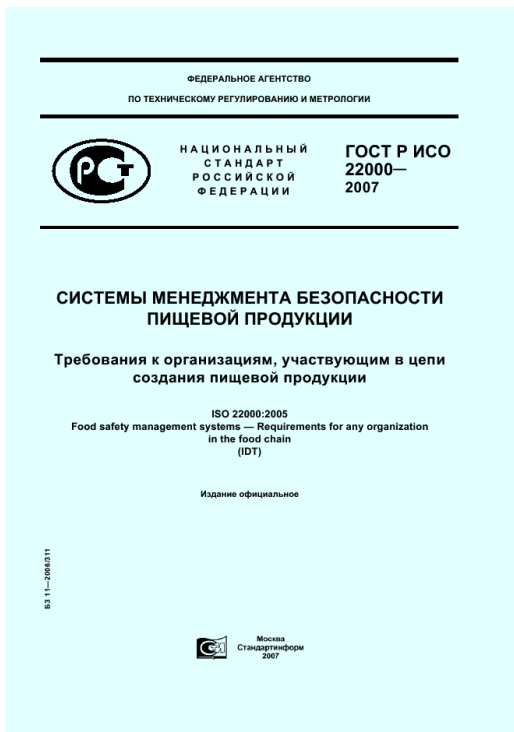 ФЕДЕРАЛЬНОЕ АГЕНТСТВО
ПО ТЕХНИЧЕСКОМУ РЕГУЛИРОВАНИЮ И МЕТРОЛОГИИ
РСТ
НАЦИОНАЛЬНЫЙ
СТАНДАРТ
РОССИЙСКОЙ
ФЕДЕРАЦИИ
ГОСТ Р ИСО
22000—
2007
СИСТЕМЫ МЕНЕДЖМЕНТА БЕЗОПАСНОСТИ
ПИЩЕВОЙ ПРОДУКЦИИ
Требования к организациям, участвующим в цепи
создания пищевой продукции
ISO 22000:2005
Food safety management systems — Requirements for any organization
in the food chain
(IDT)
Издание официальное
БЗ 11—2006/311
Москва
Стандартинформ
2007